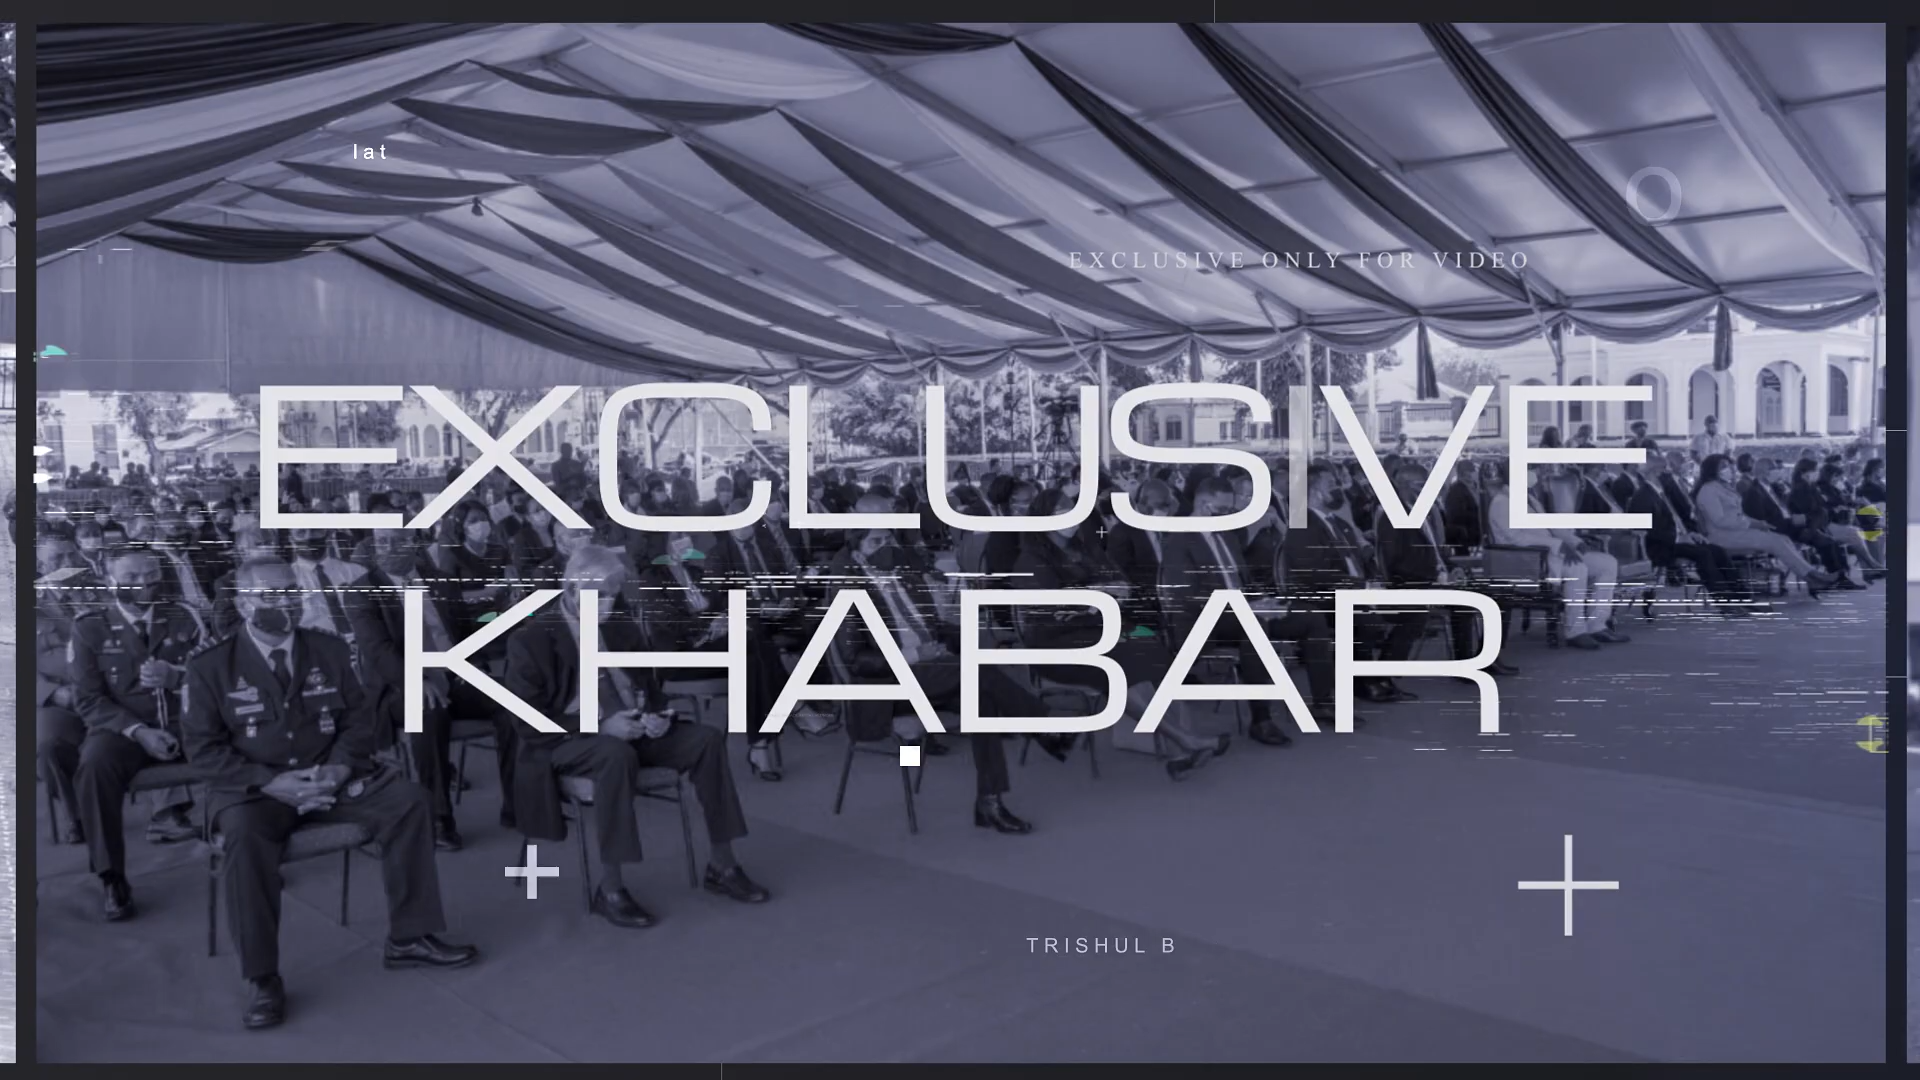 lat
O
EXCLUSIVE ONLY FOR VIDEO
EXCLUSIVE
KHABAR
TRISHUL B